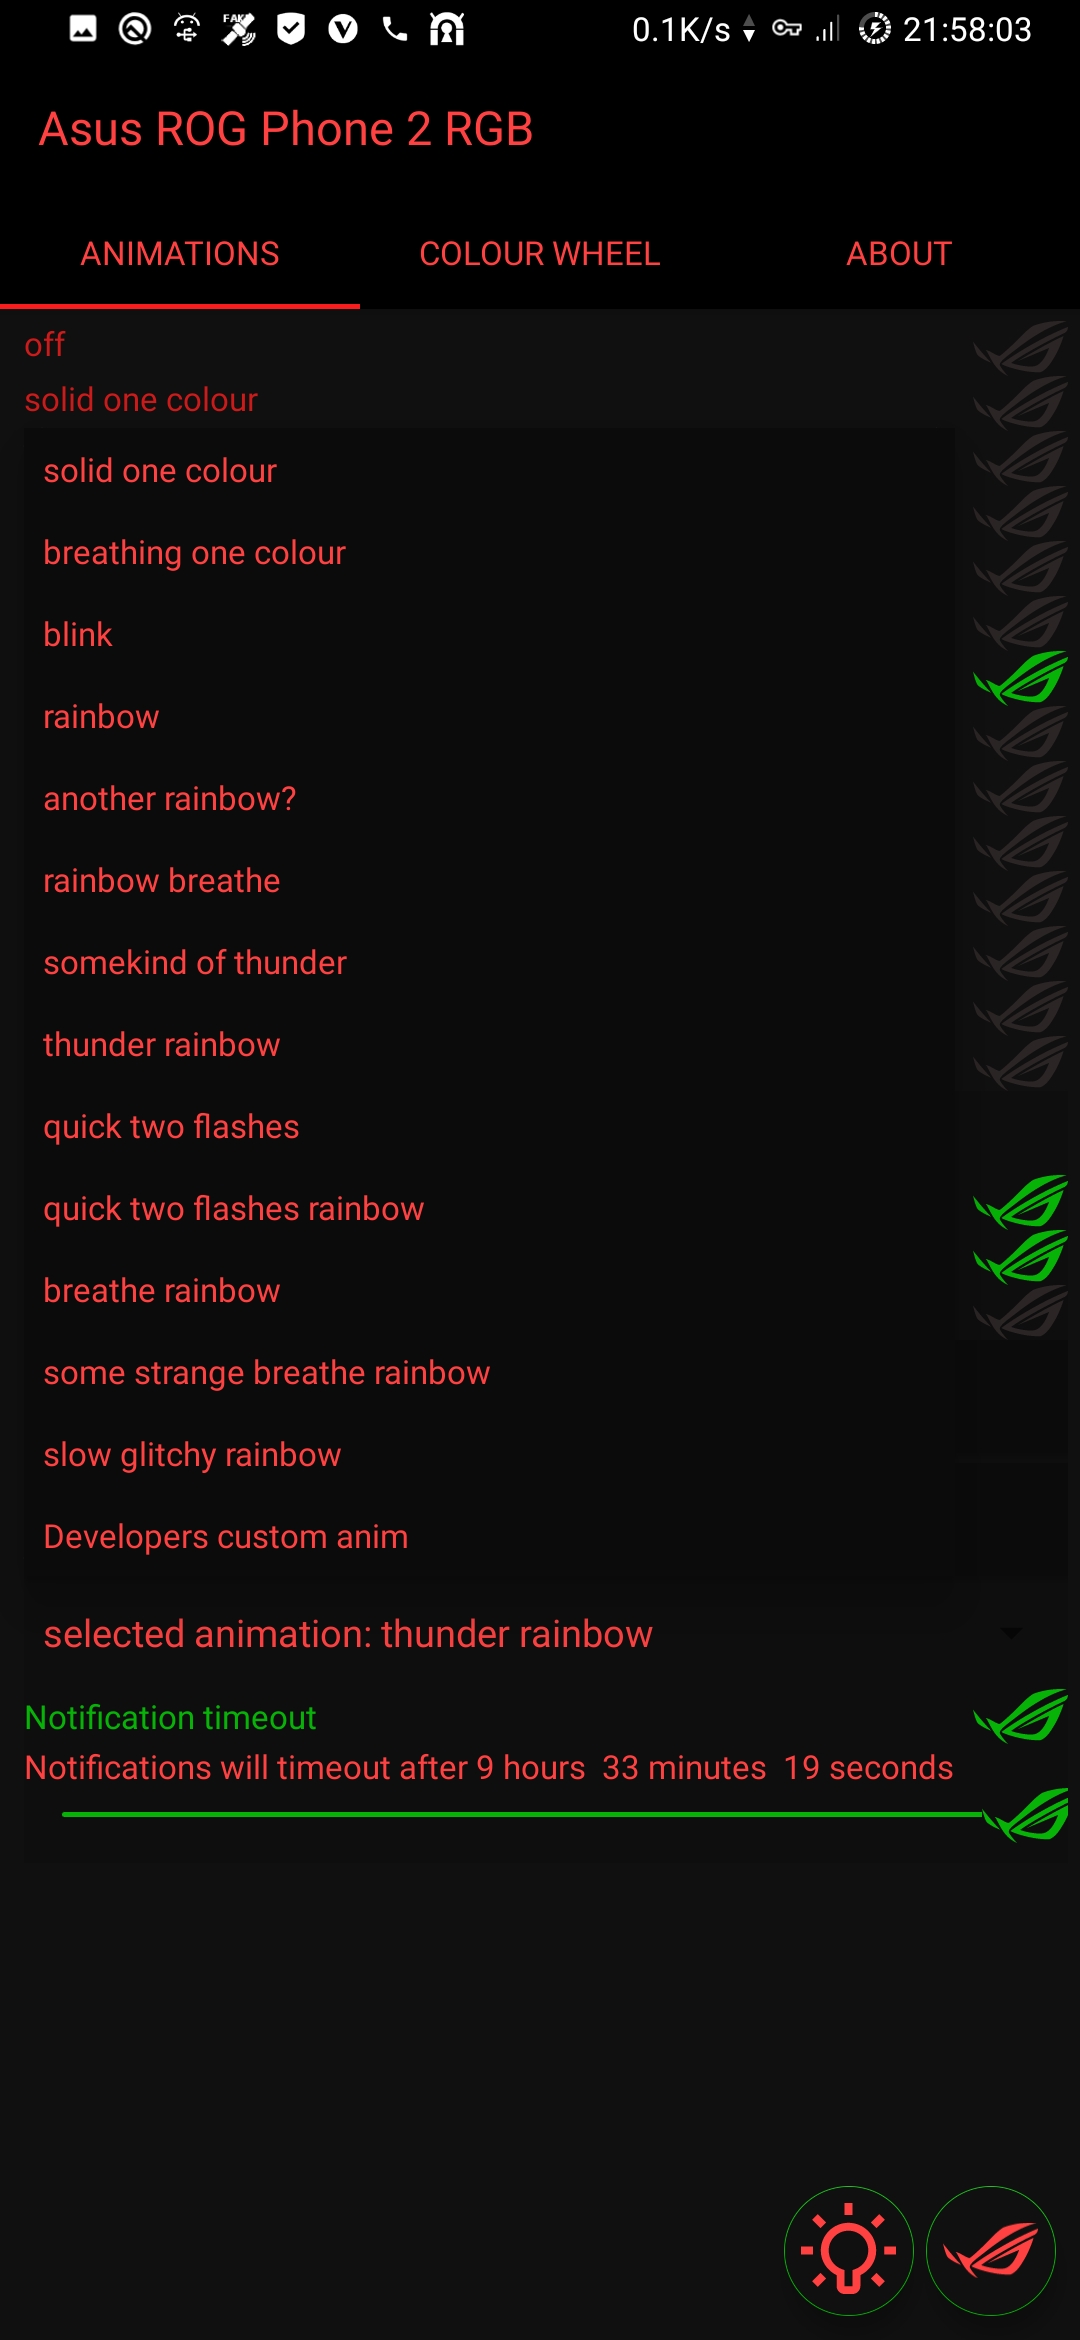 FAKE
0.1K/s 21:58:03
Asus ROG Phone 2 RGB
ANIMATIONS COLOUR WHEEL ABOUT
off
solid one colour
solid one colour
breathing one colour
blink
rainbow
another rainbow?
rainbow breathe
somekind of thunder
thunder rainbow
quick two flashes
quick two flashes rainbow
breathe rainbow
some strange breathe rainbow
slow glitchy rainbow
Developers custom anim
selected animation: thunder rainbow
Notification timeout
Notifications will timeout after 9 hours 33 minutes 19 seconds